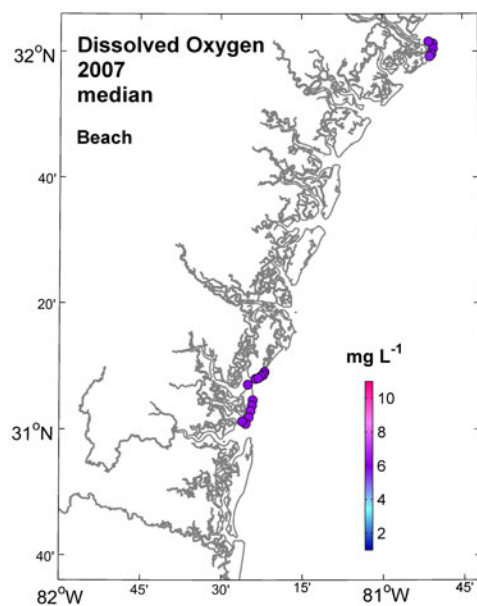 Dissolved Oxygen
2007
median
Beach
32°N
40'
20'
31°N
40'
mg L⁻¹
10
8
6
4
2
82°W
45'
30'
15'
81°W
45'